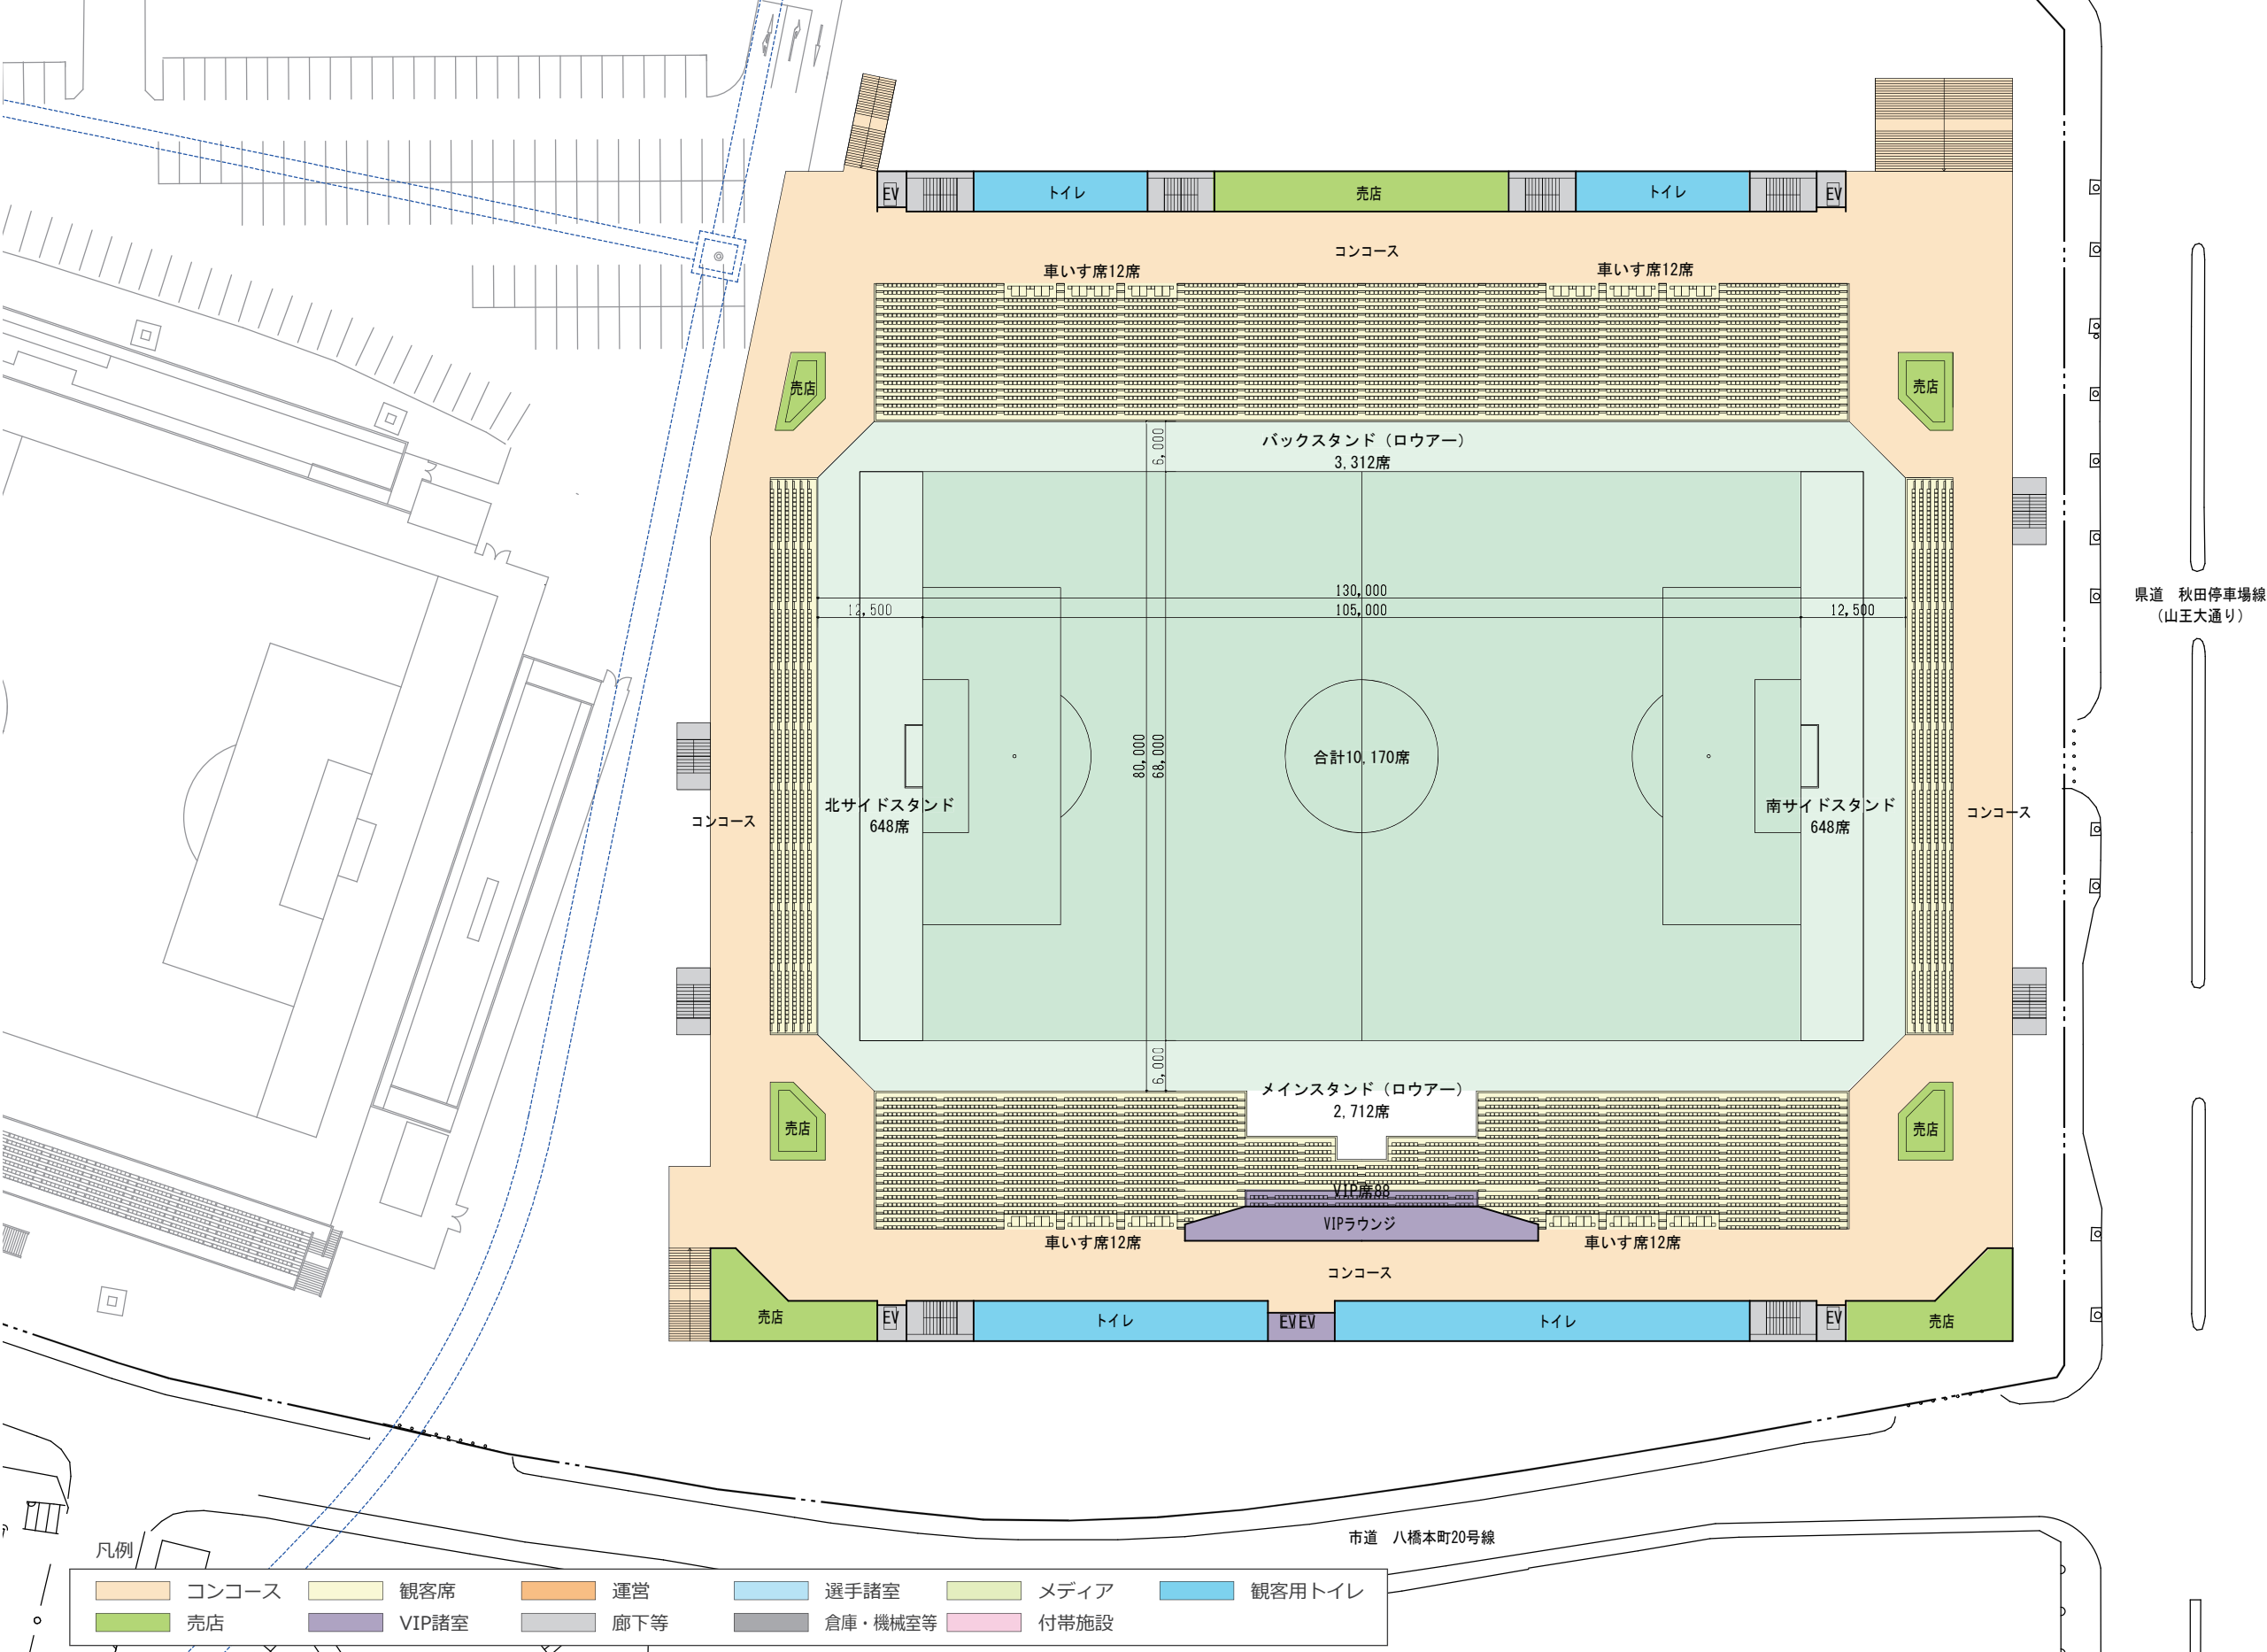 EV
トイレ
売店
トイレ
EV
コンコース
車いす席12席
車いす席12席
売店
売店
6,000
バックスタンド（ロウアー）
3,312席
県道　秋田停車場線
（山王大通り）
130,000
12,500
105,000
12,500
80,000
68,000
合計10,170席
北サイドスタンド
648席
南サイドスタンド
648席
コンコース
コンコース
6,000
メインスタンド（ロウアー）
2,712席
売店
売店
VIP席88
VIPラウンジ
車いす席12席
車いす席12席
コンコース
売店
EV
トイレ
EV EV
トイレ
EV
売店
市道　八橋本町20号線
凡例
コンコース
観客席
運営
選手諸室
メディア
観客用トイレ
売店
VIP諸室
廊下等
倉庫・機械室等
付帯施設